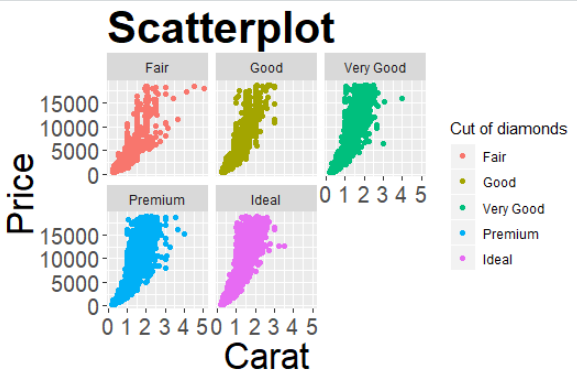 Scatterplot
Fair Good Very Good
15000
10000
5000
0
0 1 2 3 4 5
Premium Ideal
15000
10000
5000
0
0 1 2 3 4 5 0 1 2 3 4 5
Price
Carat
Cut of diamonds
Fair
Good
Very Good
Premium
Ideal